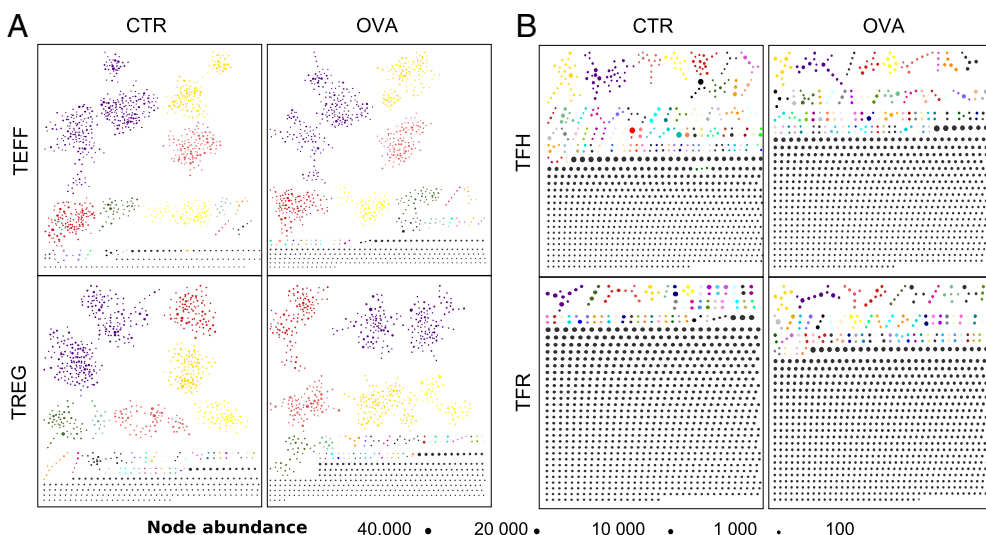 A CTR OVA B CTR OVA
TEFF TFH
TREG TFR
Node abundance 40.000 20 000 10 000 1 000 100